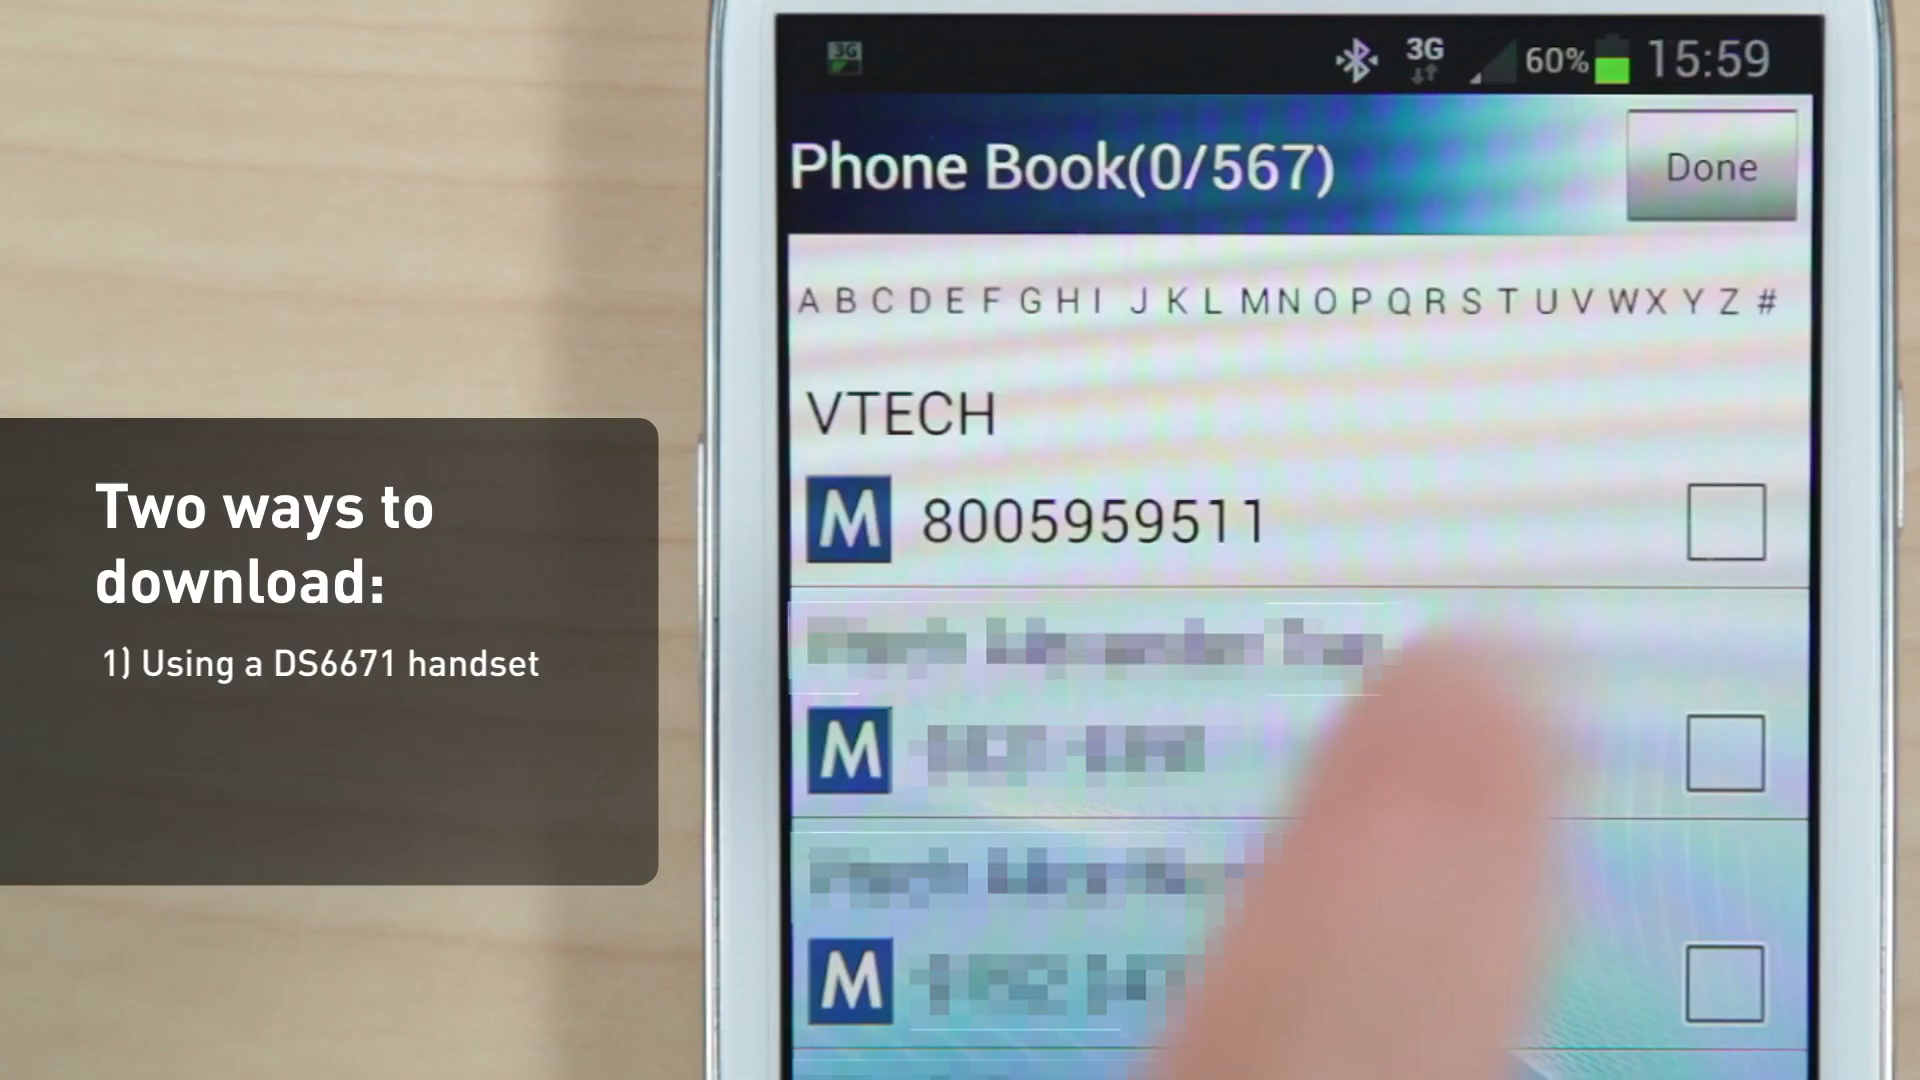 3G
3G 60% 15:59
Phone Book(0/567) Done
A B C D E F G H I J K L M N O P Q R S T U V W X Y Z #
VTECH
M 8005959511
M
M
Two ways to
download:
1) Using a DS6671 handset